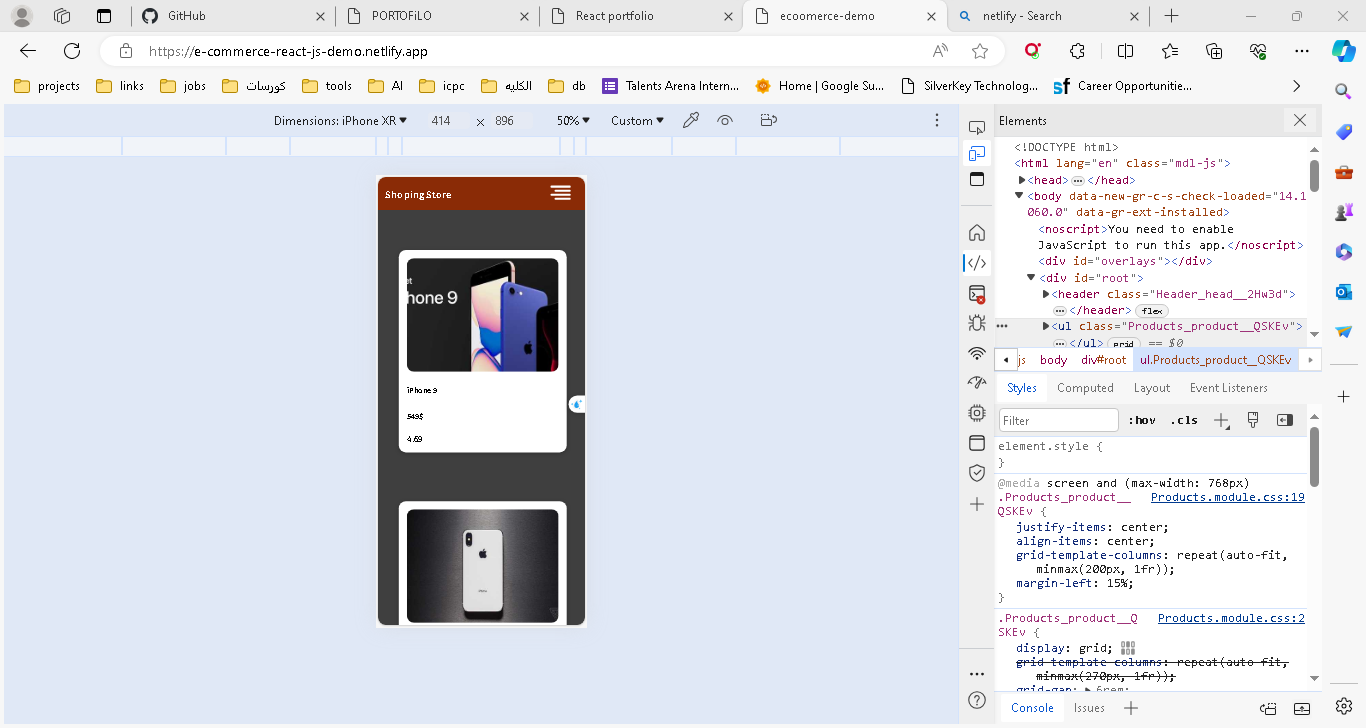 GitHub
PORTOFiLO
React portfolio
ecoomerce-demo
netlify - Search
https://e-commerce-react-js-demo.netlify.app
projects
links
jobs
كورسات
tools
AI
icpc
الكليه
db
Talents Arena Intern...
Home | Google Su...
SilverKey Technolog...
sf Career Opportunitie...
Dimensions: iPhone XR
414 × 896
50%
Custom
Shoping Store
et
hone 9
iPhone 9
549$
4.69
Elements
<!DOCTYPE html>
<html lang="en" class="mdl-js">
<head> ⋯ </head>
<body data-new-gr-c-s-check-loaded="14.1
060.0" data-gr-ext-installed>
<noscript>You need to enable
JavaScript to run this app.</noscript>
<div id="overlays"></div>
<div id="root">
<header class="Header_head__2Hw3d">
⋯ </header> flex
<ul class="Products_product__QSKEv">
⋯ </ul> grid == $0
js body div#root ul.Products_product__QSKEv
Styles Computed Layout Event Listeners
Filter :hov .cls
element.style {
}
@media screen and (max-width: 768px)
.Products_product__ Products.module.css:19
QSKEv {
justify-items: center;
align-items: center;
grid-template-columns: repeat(auto-fit,
minmax(200px, 1fr));
margin-left: 15%;
}
.Products_product__Q Products.module.css:2
SKEv {
display: grid;
grid-template-columns: repeat(auto-fit,
minmax(270px, 1fr));
grid-gap: 6rem;
Console Issues